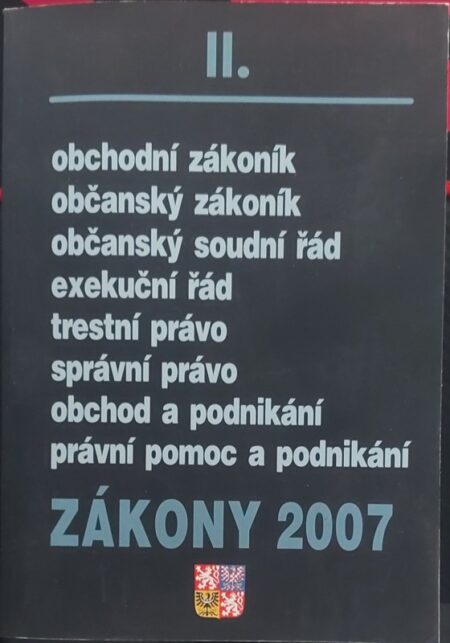 II.
obchodní zákoník
občanský zákoník
občanský soudní řád
exekuční řád
trestní právo
správní právo
obchod a podnikání
právní pomoc a podnikání
ZÁKONY 2007